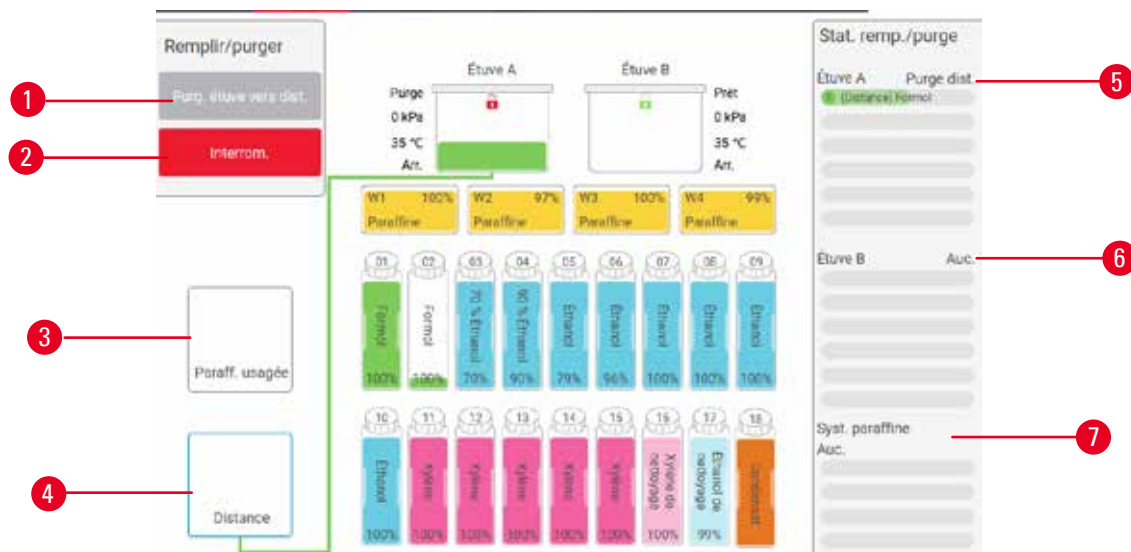 Remplir/purger
1
Purg. étuve vers dist.
2
Interrom.
3
Paraff. usagée
4
Distance
Étuve A
Étuve B
Purge
0 kPa
35 °C
Arr.
Prêt
0 kPa
35 °C
Arr.
W1 100%
Paraffine
W2 97%
Paraffine
W3 100%
Paraffine
W4 99%
Paraffine
01 02 03 04 05 06 07 08 09
Formol
Formol
70 % Éthanol
90 % Éthanol
Éthanol
Éthanol
Éthanol
Éthanol
Éthanol
100% 100% 70% 90% 79% 96% 100% 100% 100%
10 11 12 13 14 15 16 17 18
Éthanol
Xylène
Xylène
Xylène
Xylène
Xylène
Xylène de
nettoyage
Éthanol de
nettoyage
Condensat
100% 100% 100% 100% 100% 100% 100% 99%
Stat. remp./purge
Étuve A Purge dist.
5
(Distance) Formol
Étuve B Auc.
6
Syst. paraffine
Auc.
7